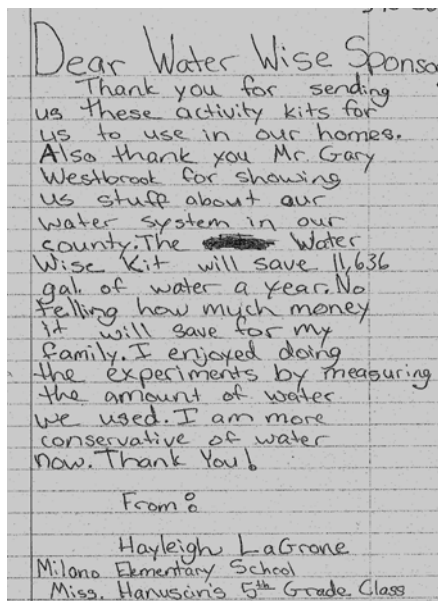 Dear Water Wise Sponso
Thank you for sending
us these activity kits for
us to use in our homes.
Also thank you Mr. Gary
Westbrook for showing
us stuff about our
water system in our
county. The Water
Wise Kit will save 11,636
gal. of water a year. No
telling how much money
it will save for my
family. I enjoyed doing
the experiments by measuring
the amount of water
we used. I am more
conservative of water
now. Thank You!
From:
Hayleigh LaGrone
Milano Elementary School
Miss. Hanuscin's 5th Grade Class